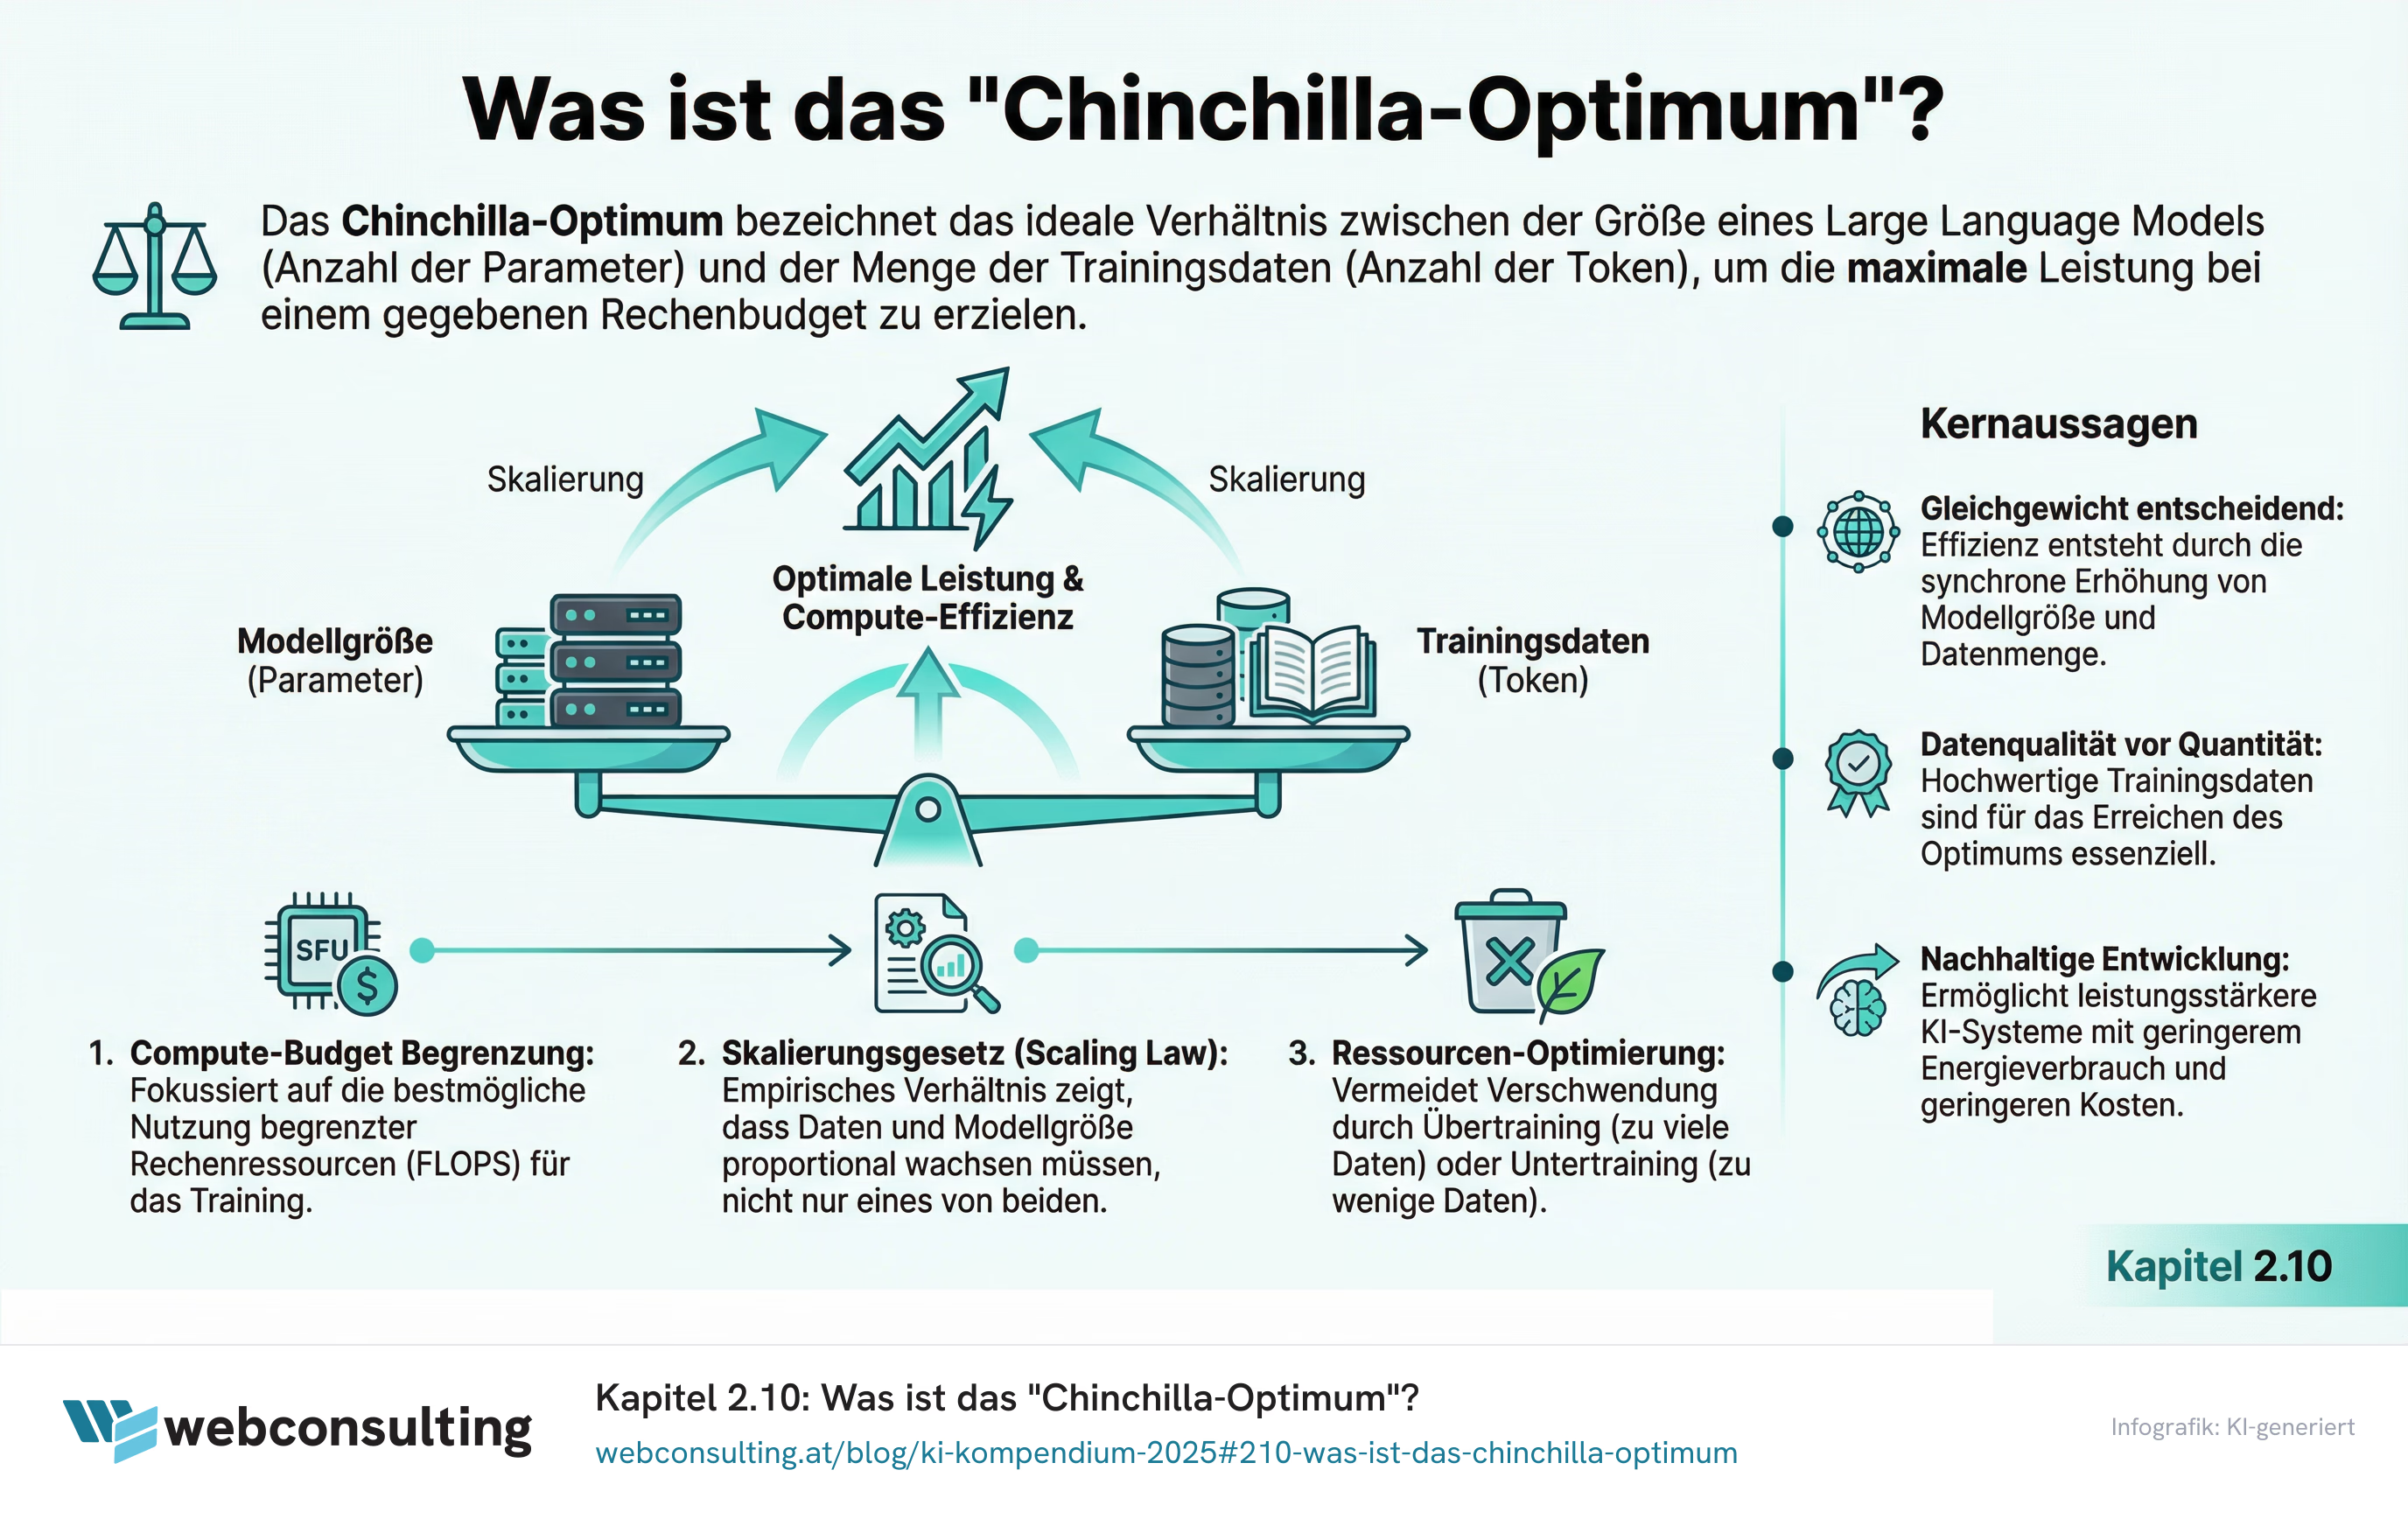 Was ist das "Chinchilla-Optimum"?
Das Chinchilla-Optimum bezeichnet das ideale Verhältnis zwischen der Größe eines Large Language Models
(Anzahl der Parameter) und der Menge der Trainingsdaten (Anzahl der Token), um die maximale Leistung bei
einem gegebenen Rechenbudget zu erzielen.
Skalierung
Skalierung
Optimale Leistung &
Compute-Effizienz
Modellgröße
(Parameter)
Trainingsdaten
(Token)
SFU
$
1. Compute-Budget Begrenzung:
Fokussiert auf die bestmögliche
Nutzung begrenzter
Rechenressourcen (FLOPS) für
das Training.
2. Skalierungsgesetz (Scaling Law):
Empirisches Verhältnis zeigt,
dass Daten und Modellgröße
proportional wachsen müssen,
nicht nur eines von beiden.
3. Ressourcen-Optimierung:
Vermeidet Verschwendung
durch Übertraining (zu viele
Daten) oder Untertraining (zu
wenige Daten).
Kernaussagen
Gleichgewicht entscheidend:
Effizienz entsteht durch die
synchrone Erhöhung von
Modellgröße und
Datenmenge.
Datenqualität vor Quantität:
Hochwertige Trainingsdaten
sind für das Erreichen des
Optimums essenziell.
Nachhaltige Entwicklung:
Ermöglicht leistungsstärkere
KI-Systeme mit geringerem
Energieverbrauch und
geringeren Kosten.
Kapitel 2.10
webconsulting
Kapitel 2.10: Was ist das "Chinchilla-Optimum"?
webconsulting.at/blog/ki-kompendium-2025#210-was-ist-das-chinchilla-optimum
Infografik: KI-generiert